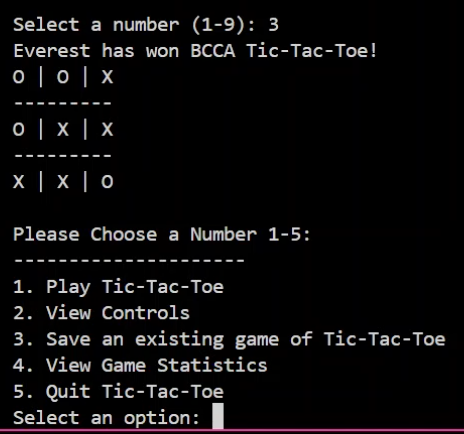 Select a number (1-9): 3
Everest has won BCCA Tic-Tac-Toe!
O | O | X
---------
O | X | X
---------
X | X | O
Please Choose a Number 1-5:
---------------------
1. Play Tic-Tac-Toe
2. View Controls
3. Save an existing game of Tic-Tac-Toe
4. View Game Statistics
5. Quit Tic-Tac-Toe
Select an option: